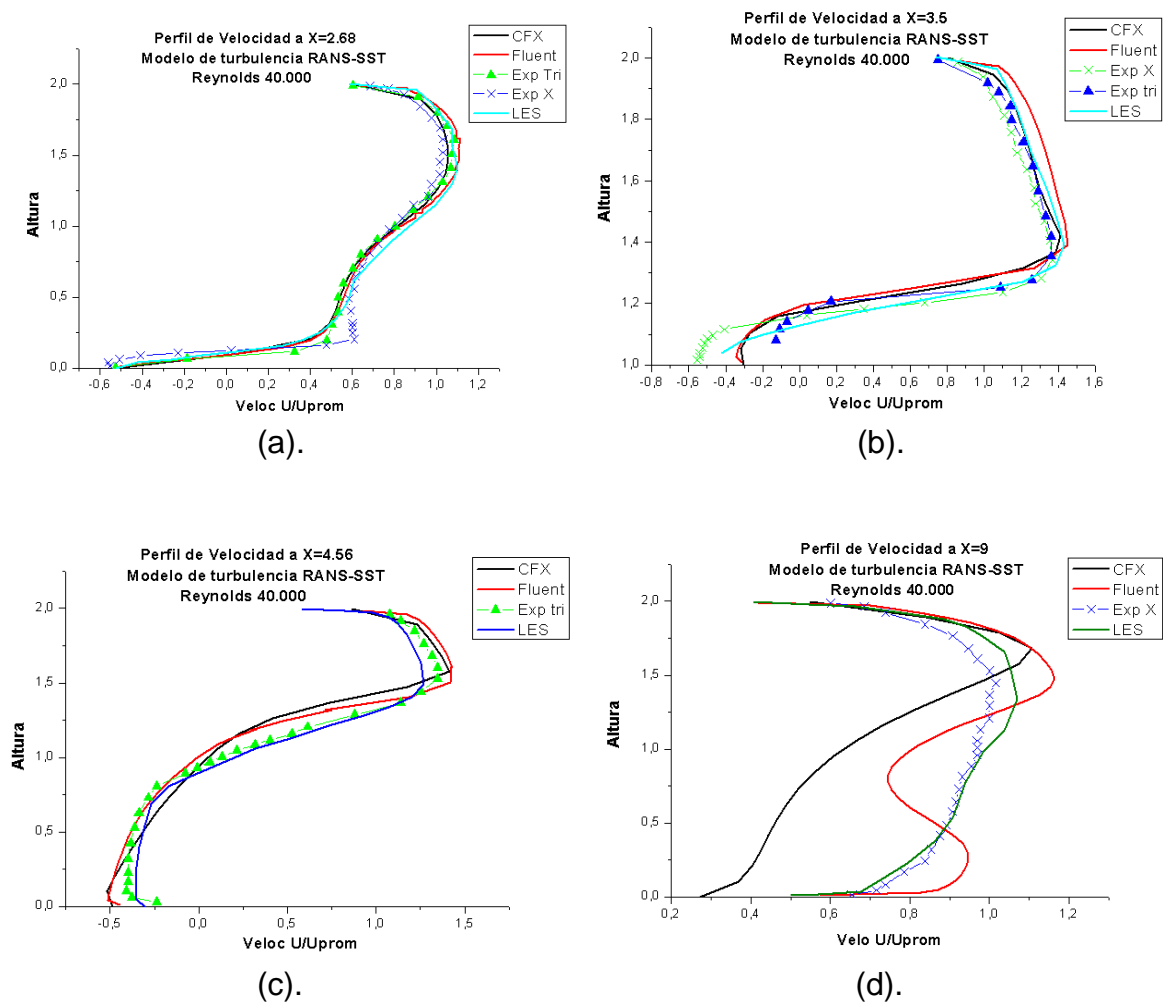 Perfil de Velocidad a X=2.68
Modelo de turbulencia RANS-SST
Reynolds 40.000
CFX
Fluent
Exp Tri
Exp X
LES
Altura
2,0
1,5
1,0
0,5
0,0
-0,6 -0,4 -0,2 0,0 0,2 0,4 0,6 0,8 1,0 1,2
Veloc U/Uprom
(a).
Perfil de Velocidad a X=3.5
Modelo de turbulencia RANS-SST
Reynolds 40.000
CFX
Fluent
Exp X
Exp tri
LES
Altura
2,0
1,8
1,6
1,4
1,2
1,0
-0,8 -0,6 -0,4 -0,2 0,0 0,2 0,4 0,6 0,8 1,0 1,2 1,4 1,6
Veloc U/Uprom
(b).
Perfil de Velocidad a X=4.56
Modelo de turbulencia RANS-SST
Reynolds 40.000
CFX
Fluent
Exp tri
LES
Altura
2,0
1,5
1,0
0,5
0,0
-0,5 0,0 0,5 1,0 1,5
Veloc U/Uprom
(c).
Perfil de Velocidad a X=9
Modelo de turbulencia RANS-SST
Reynolds 40.000
CFX
Fluent
Exp X
LES
Altura
2,0
1,5
1,0
0,5
0,0
0,2 0,4 0,6 0,8 1,0 1,2
Velo U/Uprom
(d).